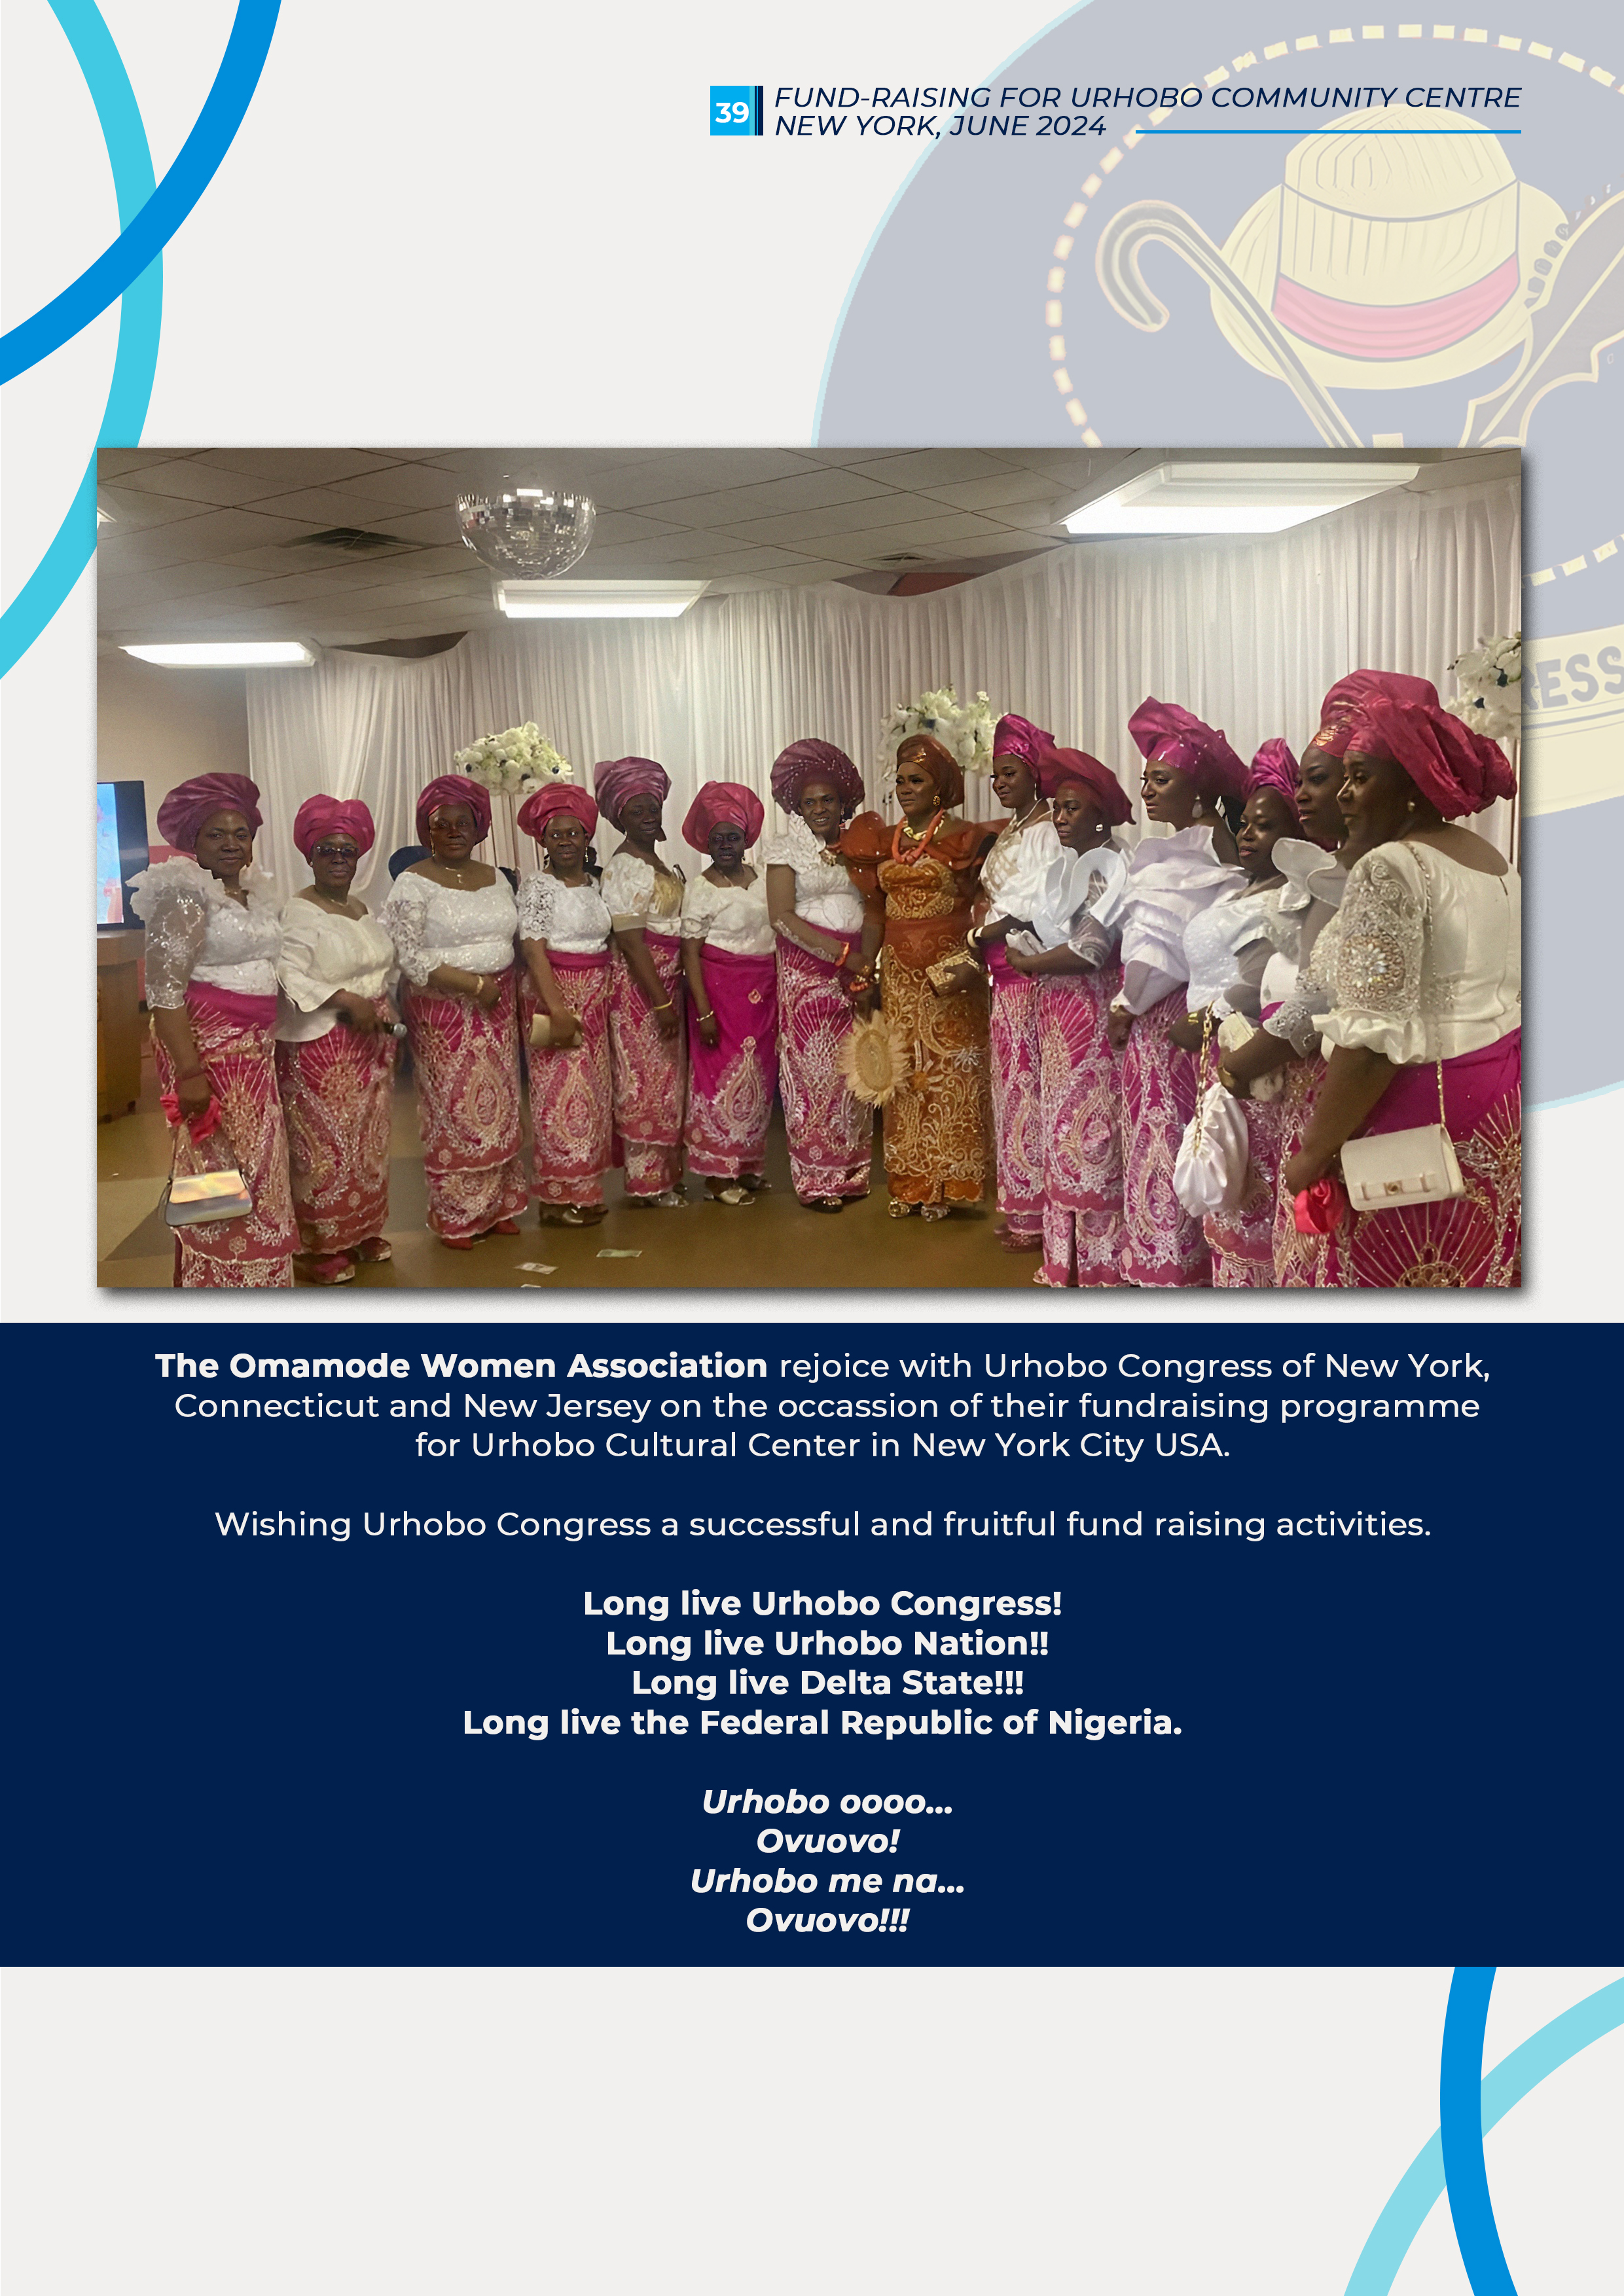 39
FUND-RAISING FOR URHOBO COMMUNITY CENTRE
NEW YORK, JUNE 2024
RESS
The Omamode Women Association rejoice with Urhobo Congress of New York,
Connecticut and New Jersey on the occassion of their fundraising programme
for Urhobo Cultural Center in New York City USA.
Wishing Urhobo Congress a successful and fruitful fund raising activities.
Long live Urhobo Congress!
Long live Urhobo Nation!!
Long live Delta State!!!
Long live the Federal Republic of Nigeria.
Urhobo oooo...
Ovuovo!
Urhobo me na...
Ovuovo!!!